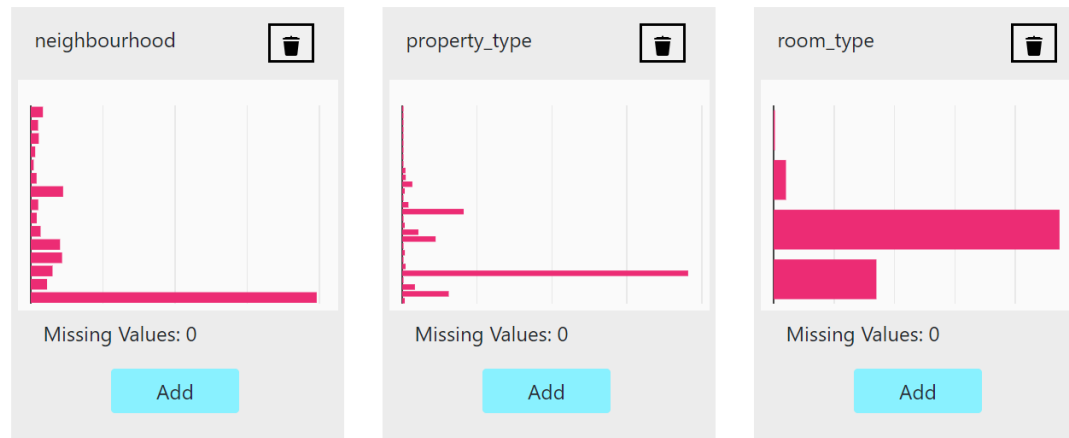 neighbourhood
property_type
room_type
Missing Values: 0
Missing Values: 0
Missing Values: 0
Add
Add
Add